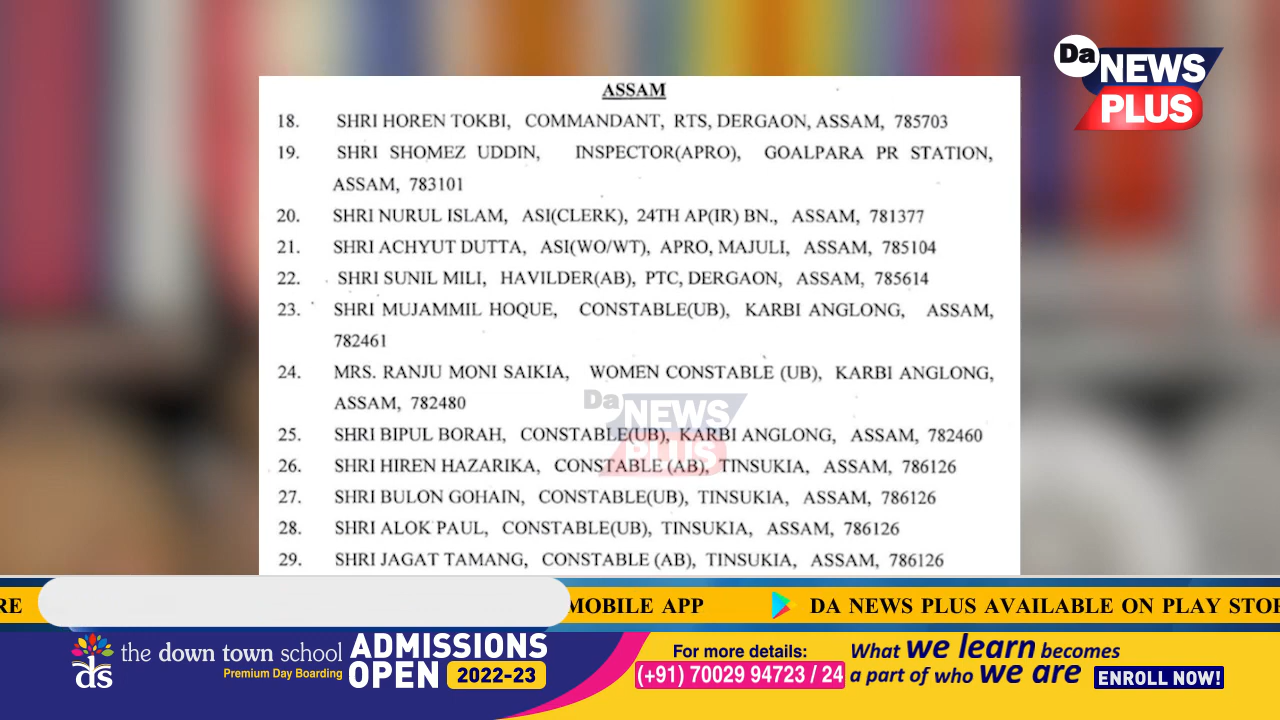 Da
NEWS
PLUS
ASSAM
18. SHRI HOREN TOKBI, COMMANDANT, RTS, DERGAON, ASSAM, 785703
19. SHRI SHOMEZ UDDIN, INSPECTOR(APRO), GOALPARA PR STATION,
ASSAM, 783101
20. SHRI NURUL ISLAM, ASI(CLERK), 24TH AP(IR) BN., ASSAM, 781377
21. SHRI ACHYUT DUTTA, ASI(WO/WT), APRO, MAJULI, ASSAM, 785104
22. SHRI SUNIL MILI, HAVILDER(AB), PTC, DERGAON, ASSAM, 785614
23. SHRI MUJAMMIL HOQUE, CONSTABLE(UB), KARBI ANGLONG, ASSAM,
782461
24. MRS. RANJU MONI SAIKIA, WOMEN CONSTABLE (UB), KARBI ANGLONG,
ASSAM, 782480
Da
NEWS
PLUS
25. SHRI BIPUL BORAH, CONSTABLE(UB), KARBI ANGLONG, ASSAM, 782460
26. SHRI HIREN HAZARIKA, CONSTABLE (AB), TINSUKIA, ASSAM, 786126
27. SHRI BULON GOHAIN, CONSTABLE(UB), TINSUKIA, ASSAM, 786126
28. SHRI ALOK PAUL, CONSTABLE(UB), TINSUKIA, ASSAM, 786126
29. SHRI JAGAT TAMANG, CONSTABLE (AB), TINSUKIA, ASSAM, 786126
RE MOBILE APP DA NEWS PLUS AVAILABLE ON PLAY STOR
ds
the down town school
Premium Day Boarding
ADMISSIONS
OPEN 2022-23
For more details:
(+91) 70029 94723 / 24
What we learn becomes
a part of who we are
ENROLL NOW!